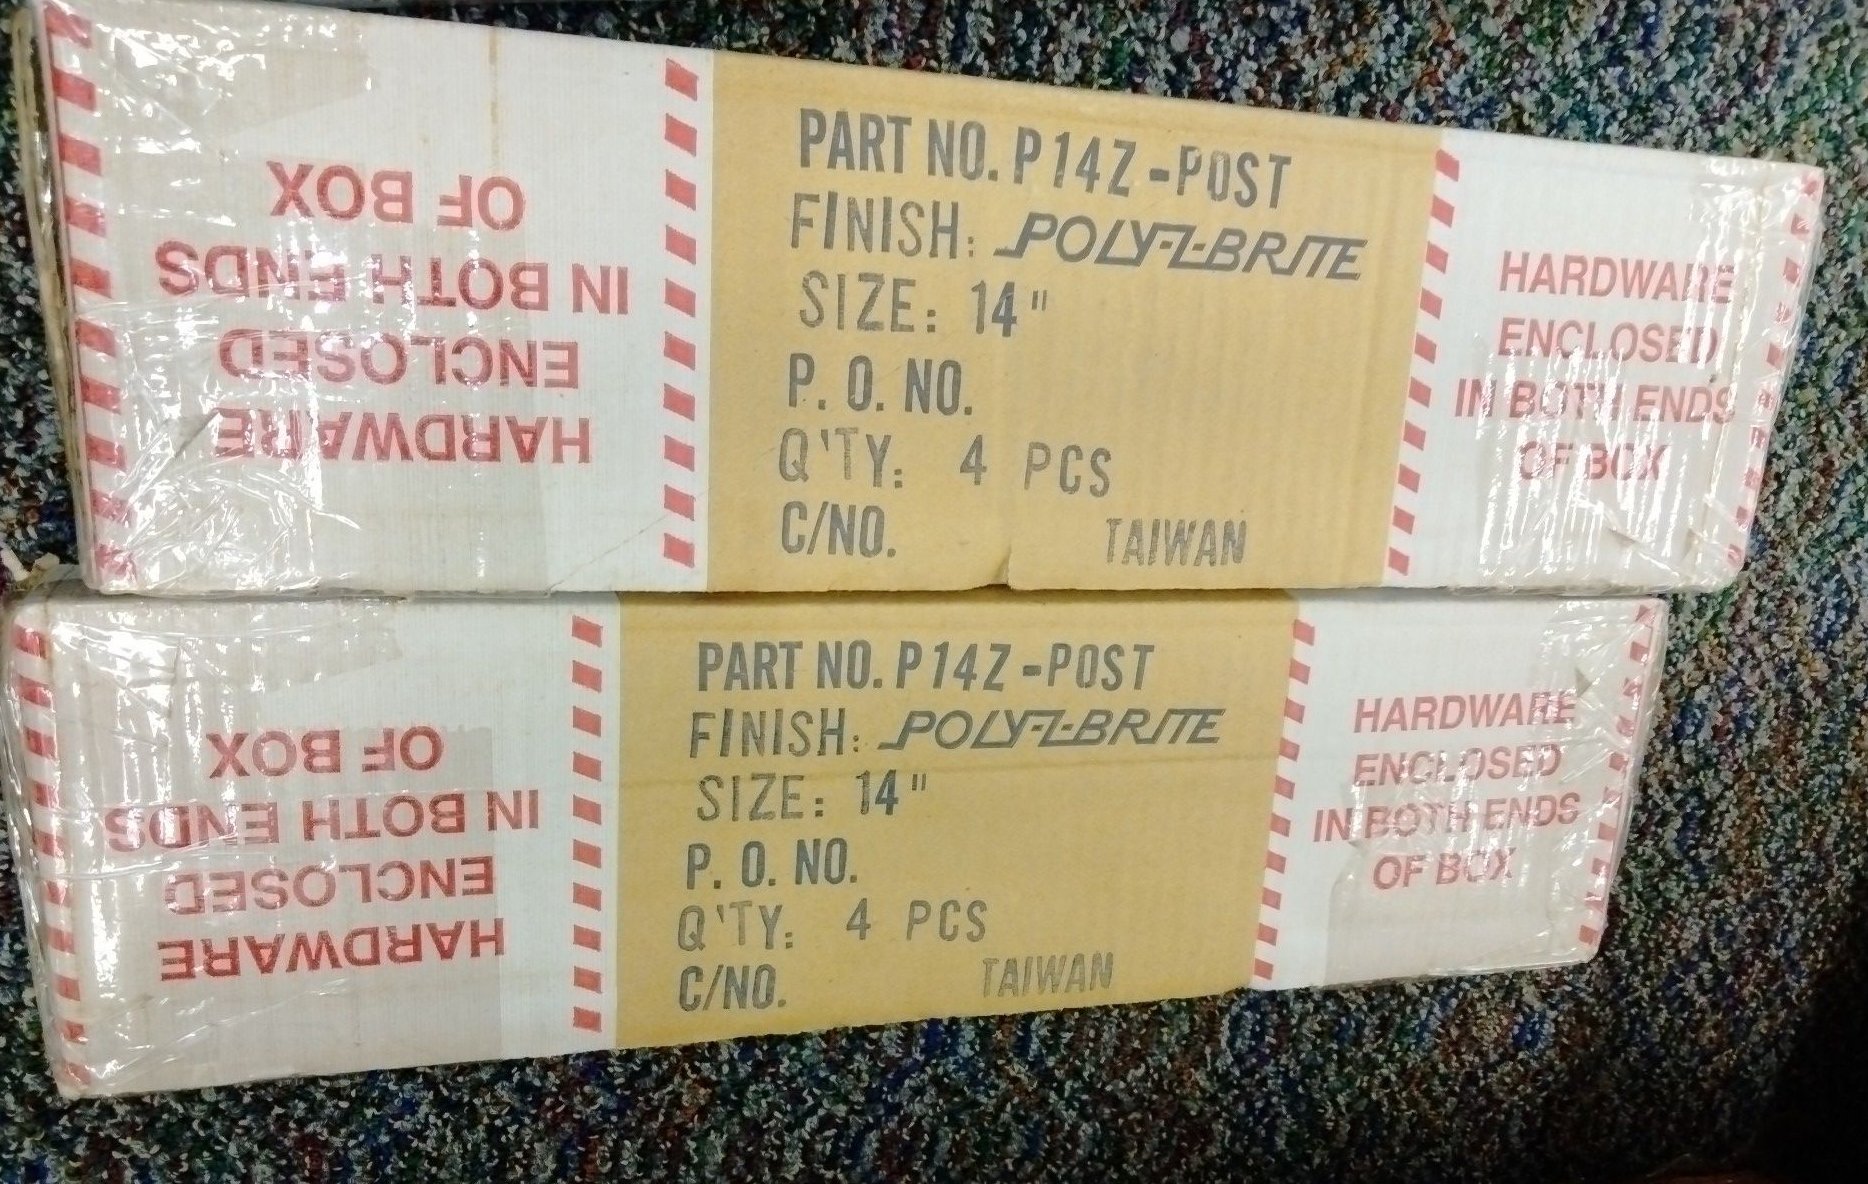 OF BOX
IN BOTH ENDS
ENCLOSED
HARDWARE
PART NO. P14Z-POST
FINISH: POLY-Z-BRITE
SIZE: 14"
P. O. NO.
Q'TY: 4 PCS
C/NO. TAIWAN
HARDWARE
ENCLOSED
IN BOTH ENDS
OF BOX
OF BOX
IN BOTH ENDS
ENCLOSED
HARDWARE
PART NO. P14Z-POST
FINISH: POLY-Z-BRITE
SIZE: 14"
P. O. NO.
Q'TY: 4 PCS
C/NO. TAIWAN
HARDWARE
ENCLOSED
IN BOTH ENDS
OF BOX